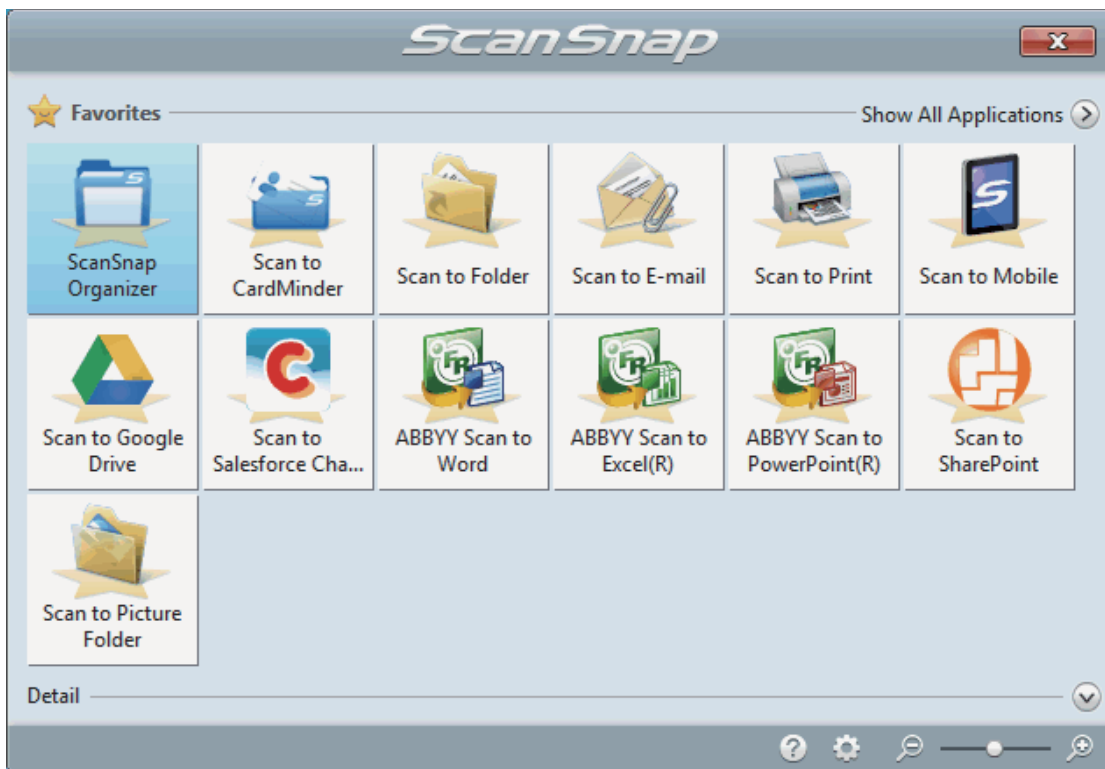 ScanSnap
Favorites
Show All Applications
ScanSnap
Organizer
Scan to
CardMinder
Scan to Folder
Scan to E-mail
Scan to Print
Scan to Mobile
Scan to Google
Drive
Scan to
Salesforce Cha...
ABBYY Scan to
Word
ABBYY Scan to
Excel(R)
ABBYY Scan to
PowerPoint(R)
Scan to
SharePoint
Scan to Picture
Folder
Detail